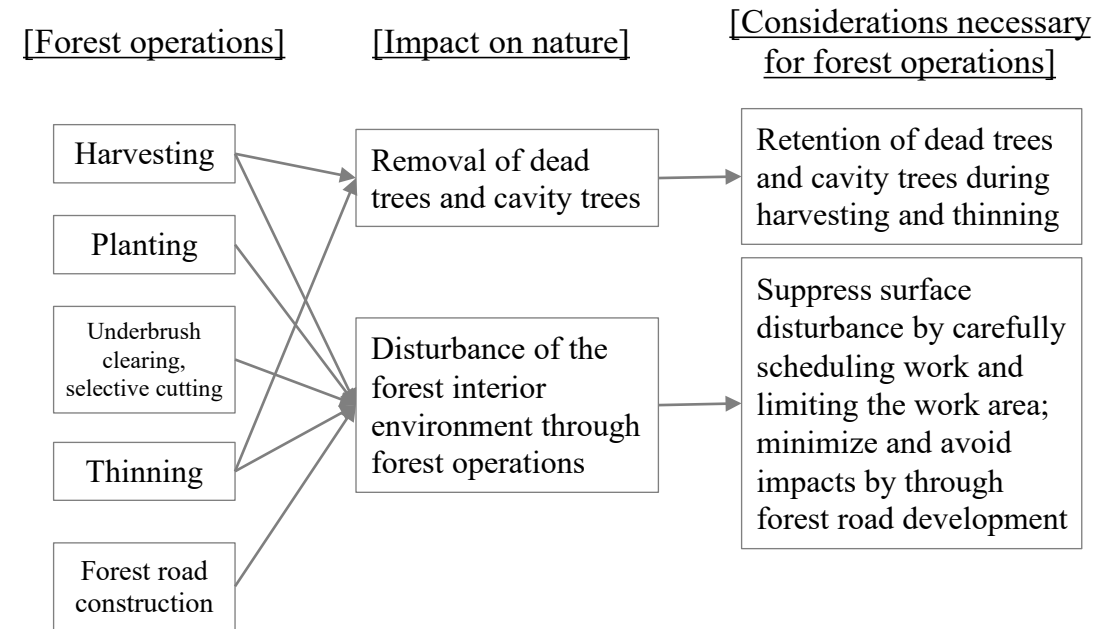 [Forest operations]
[Impact on nature]
[Considerations necessary
for forest operations]
Harvesting
Planting
Underbrush
clearing,
selective cutting
Thinning
Forest road
construction
Removal of dead
trees and cavity trees
Disturbance of the
forest interior
environment through
forest operations
Retention of dead trees
and cavity trees during
harvesting and thinning
Suppress surface
disturbance by carefully
scheduling work and
limiting the work area;
minimize and avoid
impacts by through
forest road development